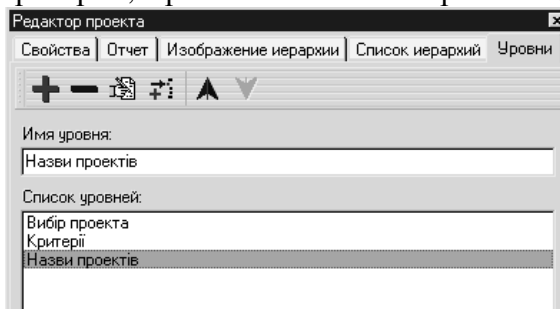 Редактор проекта
Свойства Отчет Изображение иерархии Список иерархий Уровни
Имя уровня:
Назви проектів
Список уровней:
Вибір проекта
Критерії
Назви проектів